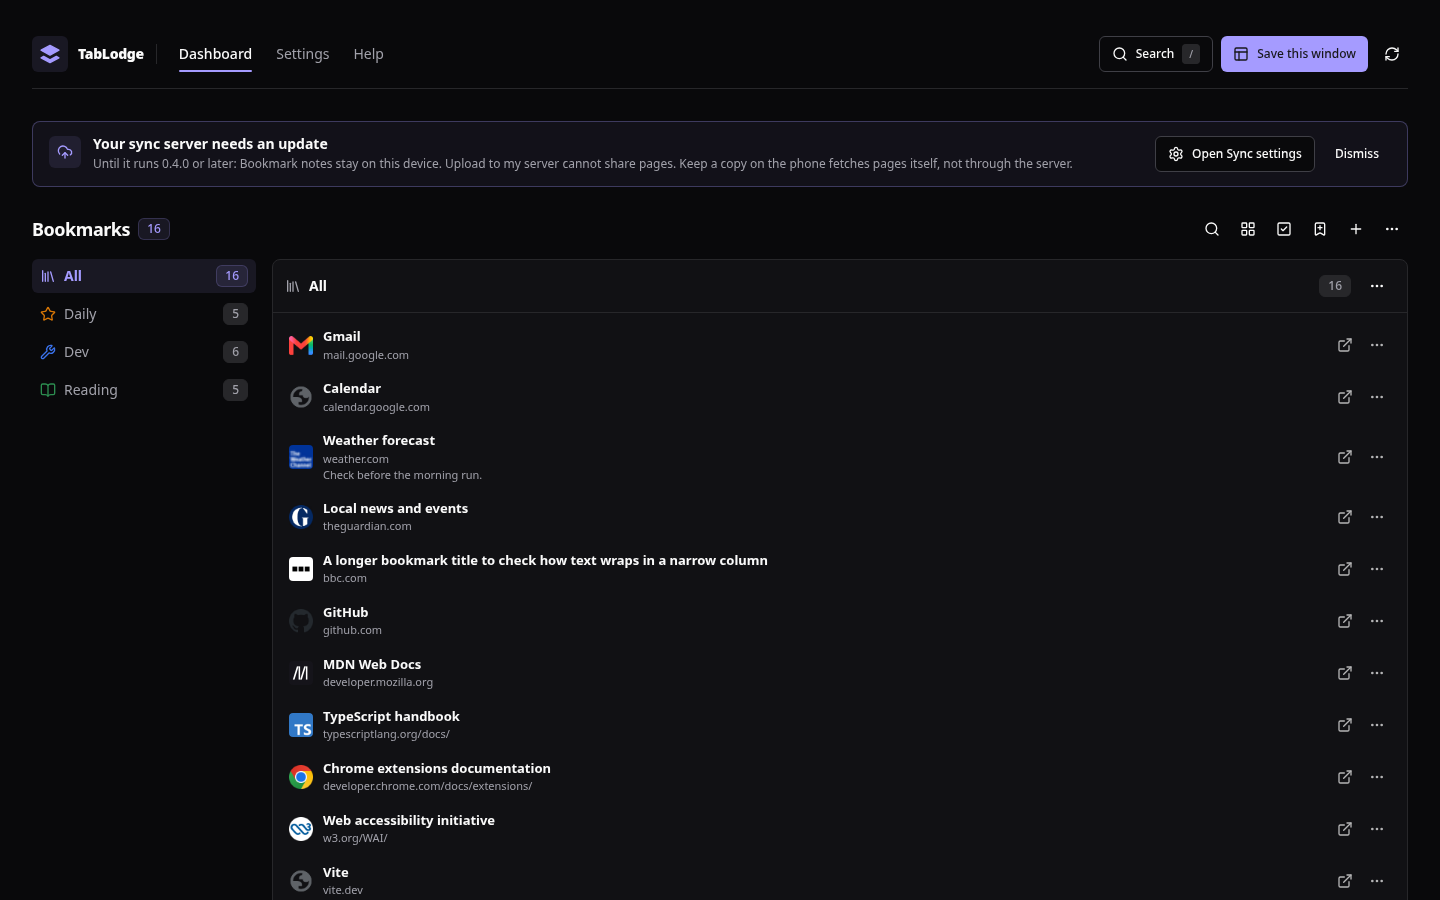 TabLodge
Dashboard
Settings
Help
Search /
Save this window
Your sync server needs an update
Until it runs 0.4.0 or later: Bookmark notes stay on this device. Upload to my server cannot share pages. Keep a copy on the phone fetches pages itself, not through the server.
Open Sync settings
Dismiss
Bookmarks 16
All 16
Daily 5
Dev 6
Reading 5
All 16
Gmail
mail.google.com
Calendar
calendar.google.com
The Weather Channel
Weather forecast
weather.com
Check before the morning run.
Local news and events
theguardian.com
A longer bookmark title to check how text wraps in a narrow column
bbc.com
GitHub
github.com
MDN Web Docs
developer.mozilla.org
TS
TypeScript handbook
typescriptlang.org/docs/
Chrome extensions documentation
developer.chrome.com/docs/extensions/
Web accessibility initiative
w3.org/WAI/
Vite
vite.dev